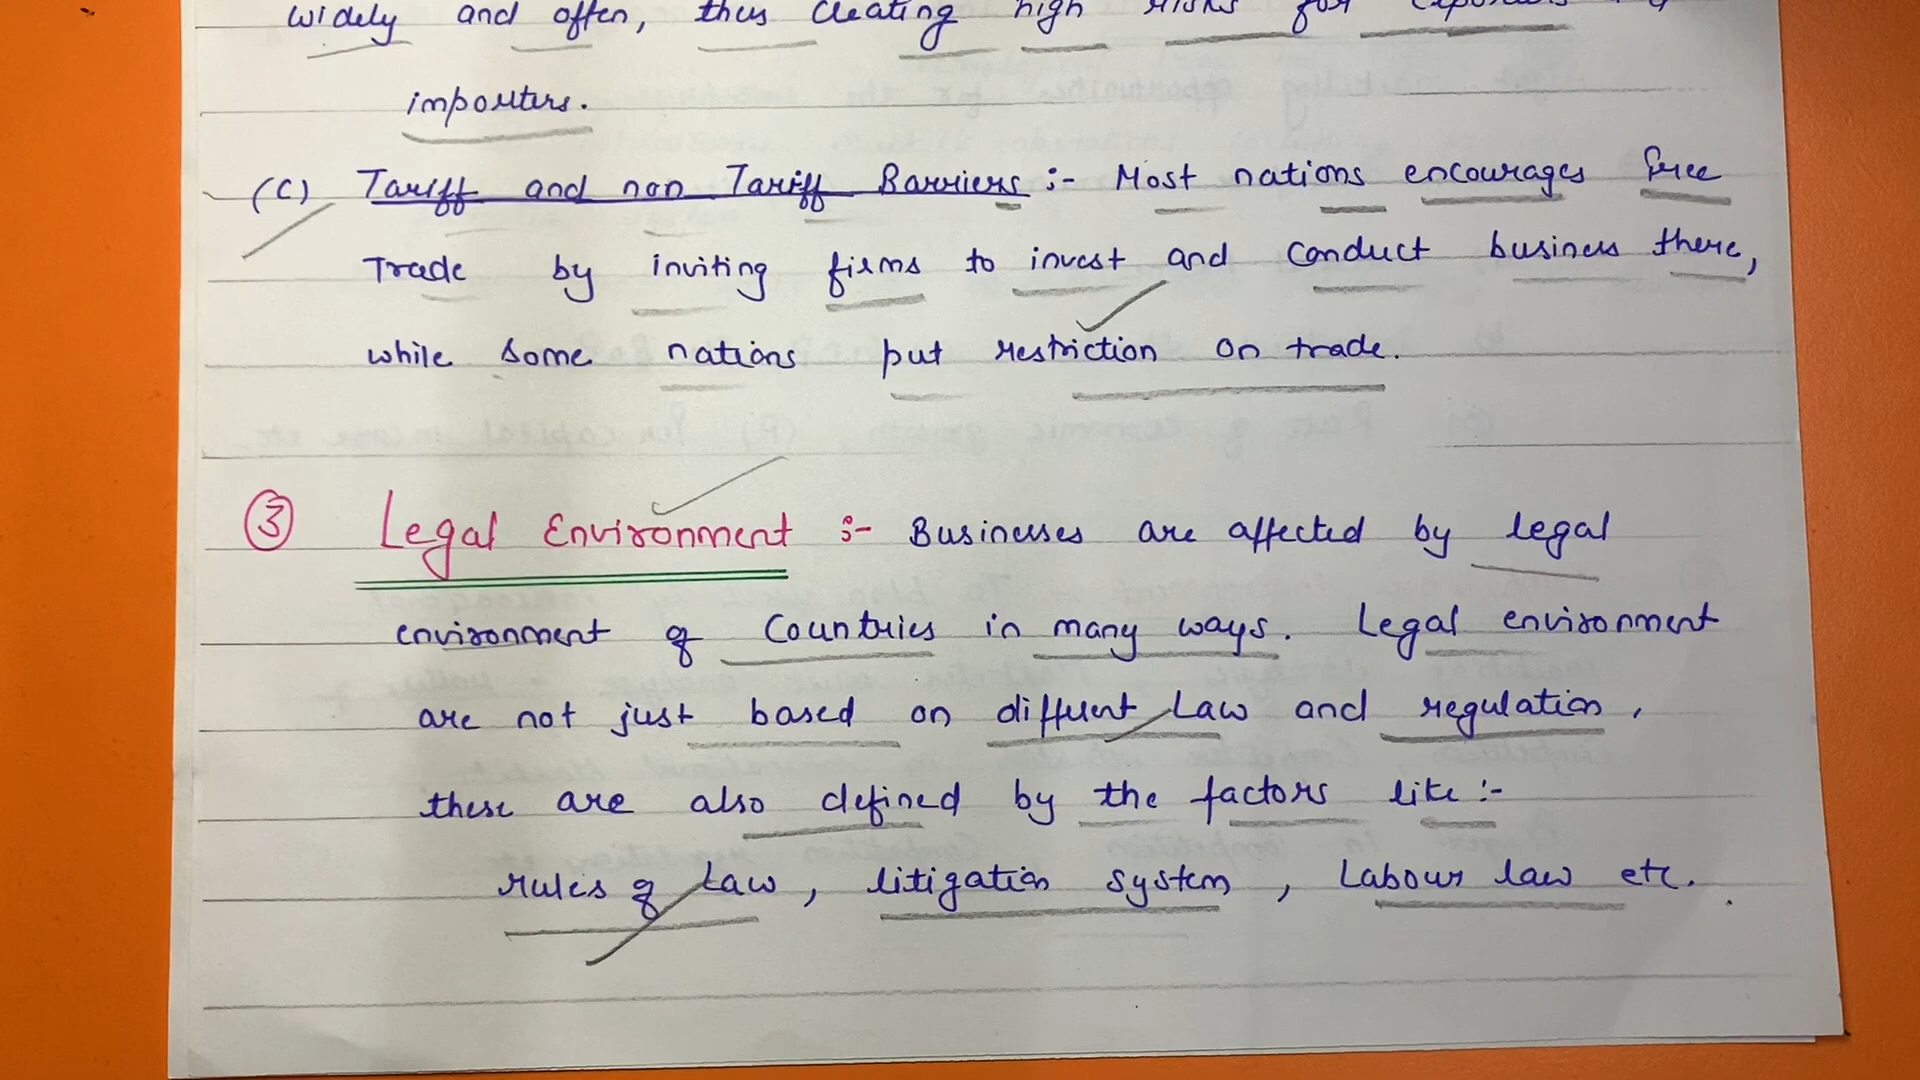 widely and often, thus creating high risks for
importers.
(C) Tariff and non Tariff Barriers :- Most nations encourages free
Trade by inviting firms to invest and conduct business there,
while some nations put restriction on trade.
③ Legal Environment :- Businesses are affected by legal
environment of Countries in many ways. Legal environment
are not just based on different Law and regulation,
these are also defined by the factors like :-
rules of Law, litigation system, Labour law etc.